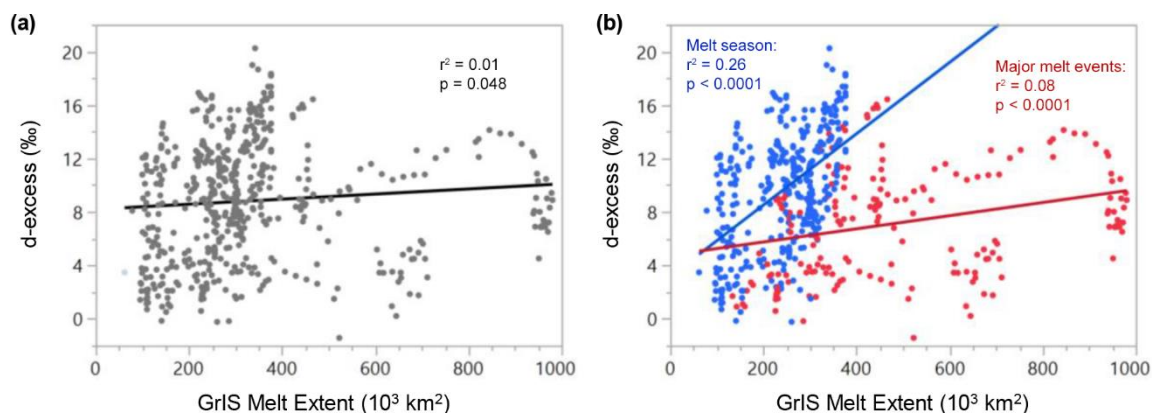 (a)
20
16
12
8
4
0
d-excess (‰)
r² = 0.01
p = 0.048
0 200 400 600 800 1000
GrIS Melt Extent (10³ km²)
(b)
20
16
12
8
4
0
d-excess (‰)
Melt season:
r² = 0.26
p < 0.0001
Major melt events:
r² = 0.08
p < 0.0001
0 200 400 600 800 1000
GrIS Melt Extent (10³ km²)